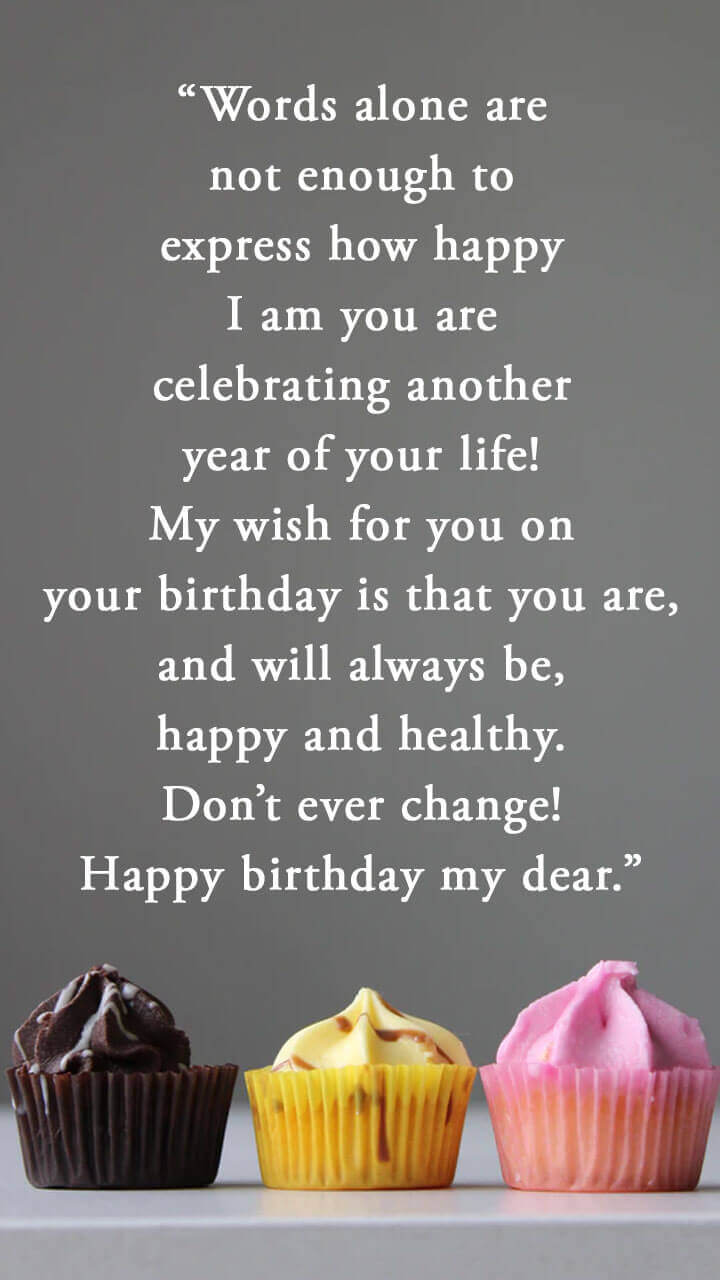 “Words alone are
not enough to
express how happy
I am you are
celebrating another
year of your life!
My wish for you on
your birthday is that you are,
and will always be,
happy and healthy.
Don’t ever change!
Happy birthday my dear.”